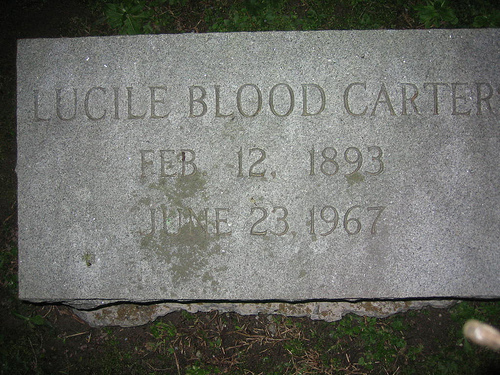 LUCILE BLOOD CARTER
FEB 12, 1893
JUNE 23, 1967